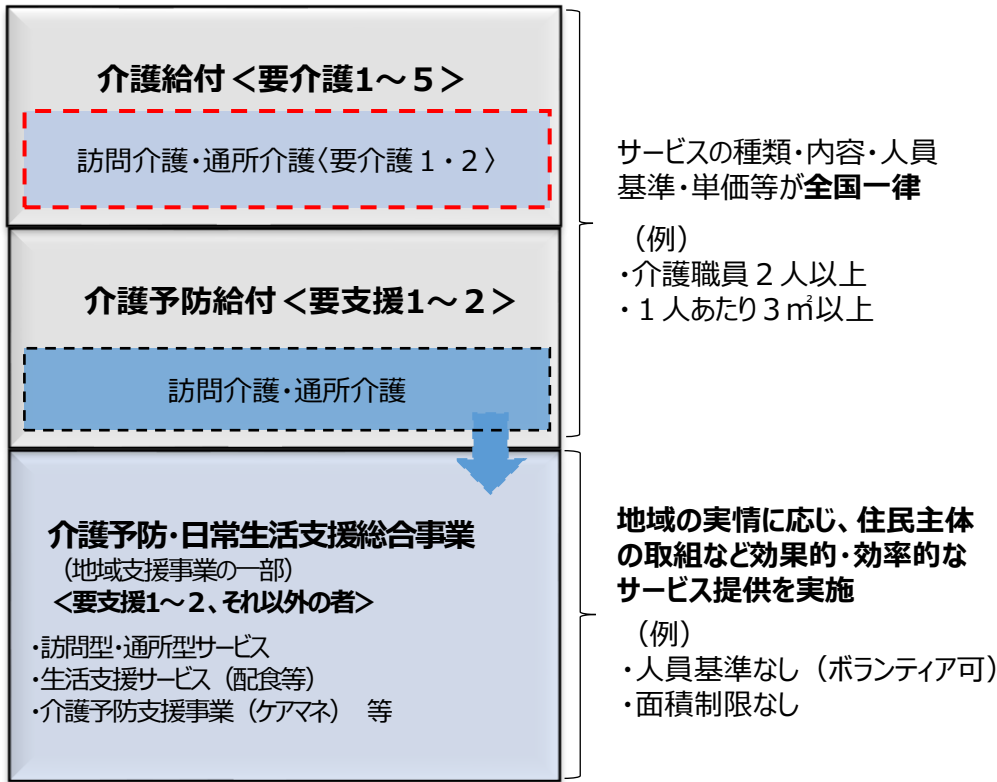 介護給付＜要介護1～５＞
訪問介護・通所介護〈要介護１・２〉
介護予防給付＜要支援1～２＞
訪問介護・通所介護
介護予防・日常生活支援総合事業
（地域支援事業の一部）
＜要支援1～２、それ以外の者＞
・訪問型・通所型サービス
・生活支援サービス（配食等）
・介護予防支援事業（ケアマネ）　等
サービスの種類・内容・人員
基準・単価等が全国一律
（例）
・介護職員２人以上
・１人あたり３㎡以上
地域の実情に応じ、住民主体
の取組など効果的・効率的な
サービス提供を実施
（例）
・人員基準なし（ボランティア可）
・面積制限なし